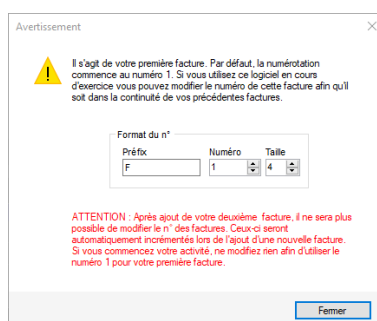 Avertissement
Il s'agit de votre première facture. Par défaut, la numérotation
commence au numéro 1. Si vous utilisez ce logiciel en cours
d'exercice vous pouvez modifier le numéro de cette facture afin qu'il
soit dans la continuité de vos précédentes factures.
Format du n°
Préfix Numéro Taille
F 1 4
ATTENTION : Après ajout de votre deuxième facture, il ne sera plus
possible de modifier le n° des factures. Ceux-ci seront
automatiquement incrémentés lors de l'ajout d'une nouvelle facture.
Si vous commencez votre activité, ne modifiez rien afin d'utiliser le
numéro 1 pour votre première facture.
Fermer